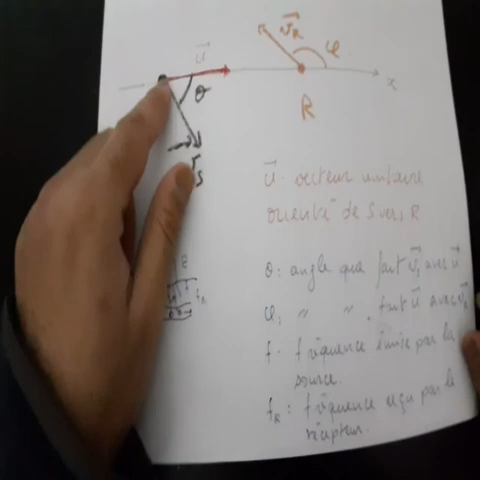 u⃗
v⃗R
φ
θ
x
R
v⃗s
u⃗ : vecteur unitaire
orienté de S vers R
θ : angle que fait v⃗s avec u⃗
φ : " " fait u⃗ avec v⃗R
f : fréquence émise par la
source.
fR : fréquence reçu par le
récepteur.